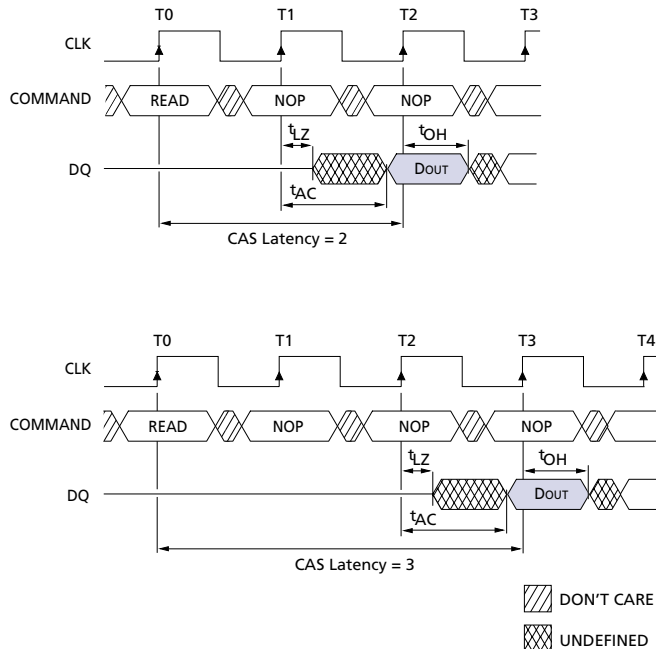 T0 T1 T2 T3
CLK
COMMAND READ NOP NOP
tLZ tOH
DQ DOUT
tAC
CAS Latency = 2
T0 T1 T2 T3 T4
CLK
COMMAND READ NOP NOP NOP
tLZ tOH
DQ DOUT
tAC
CAS Latency = 3
DON'T CARE
UNDEFINED